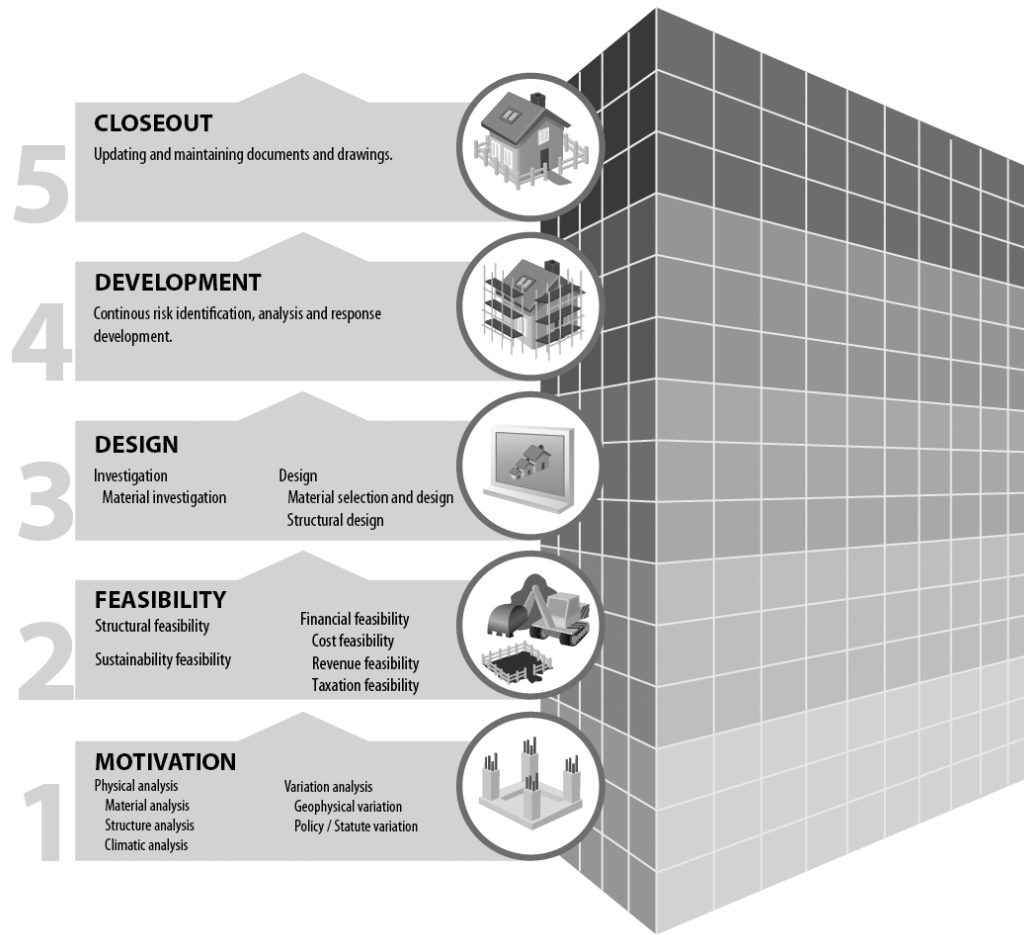 5
CLOSEOUT
Updating and maintaining documents and drawings.
4
DEVELOPMENT
Continous risk identification, analysis and response
development.
3
DESIGN
Investigation
Material investigation
Design
Material selection and design
Structural design
2
FEASIBILITY
Structural feasibility
Sustainability feasibility
Financial feasibility
Cost feasibility
Revenue feasibility
Taxation feasibility
1
MOTIVATION
Physical analysis
Material analysis
Structure analysis
Climatic analysis
Variation analysis
Geophysical variation
Policy / Statute variation